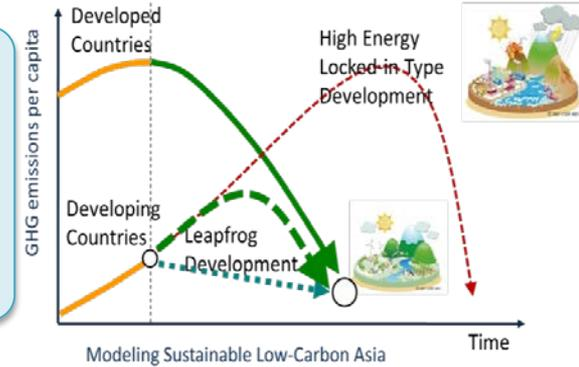 Developed
Countries
High Energy
Locked-in Type
Development
GHG emissions per capita
Developing
Countries
Leapfrog
Development
Time
Modeling Sustainable Low-Carbon Asia